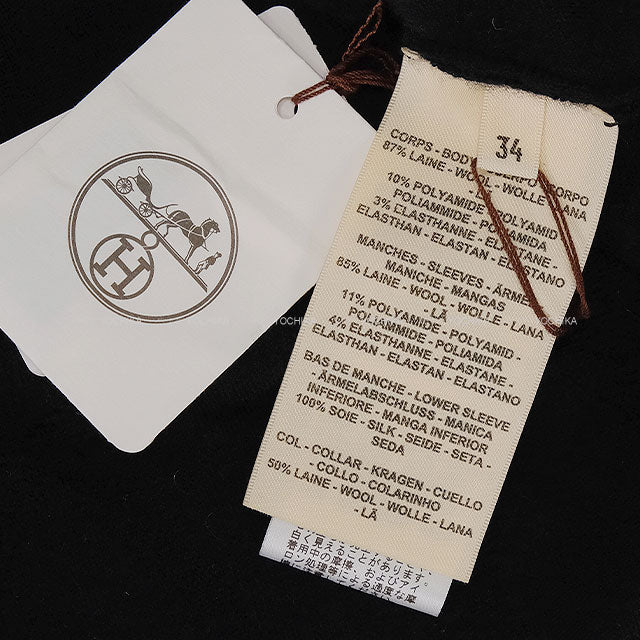 34
CORPS - BODY CORPO
87% LAINE - WOOL - WOLLE - LANA
10% POLYAMIDE - POLYAMID
POLIAMMIDE - POLIAMIDA
3% ELASTHANNE - ELASTANE -
ELASTHAN - ELASTAN - ELASTANO
MANCHES - SLEEVES - ÄRMEL
MANICHE - MANGAS
85% LAINE - WOOL - WOLLE - LANA
- LÃ
11% POLYAMIDE - POLYAMID -
POLIAMMIDE - POLIAMIDA
4% ELASTHANNE - ELASTANE -
ELASTHAN - ELASTAN - ELASTANO
BAS DE MANCHE - LOWER SLEEVE
- ÄRMELABSCHLUSS - MANICA
INFERIORE - MANGA INFERIOR
100% SOIE - SILK - SEIDE - SETA -
SEDA
COL - COLLAR - KRAGEN - CUELLO
- COLLO - COLARINHO
50% LAINE - WOOL - WOLLE - LANA
- LÃ